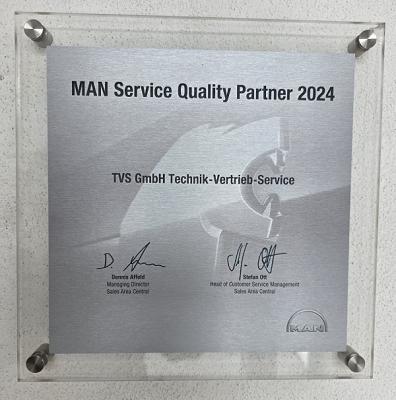 MAN Service Quality Partner 2024
TVS GmbH Technik-Vertrieb-Service
Dennis Affeld
Managing Director
Sales Area Central
Stefan Ott
Head of Customer Service Management
Sales Area Central
MAN